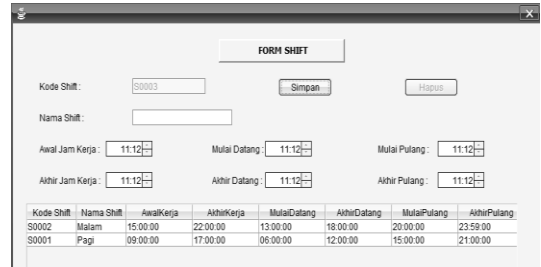 FORM SHIFT
Kode Shift : S0003 Simpan Hapus
Nama Shift :
Awal Jam Kerja : 11:12 Mulai Datang : 11:12 Mulai Pulang : 11:12
Akhir Jam Kerja : 11:12 Akhir Datang : 11:12 Akhir Pulang : 11:12
Kode Shift Nama Shift AwalKerja AkhirKerja MulaiDatang AkhirDatang MulaiPulang AkhirPulang
S0002 Malam 15:00:00 22:00:00 13:00:00 18:00:00 20:00:00 23:59:00
S0001 Pagi 09:00:00 17:00:00 06:00:00 12:00:00 15:00:00 21:00:00